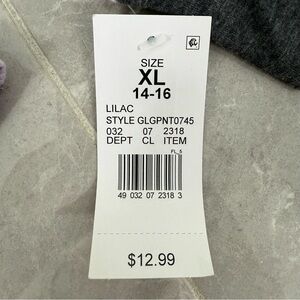 SIZE
XL
14-16
LILAC
STYLE GLGPNT0745
032 07 2318
DEPT CL ITEM
FL_5
49 032 07 2318 3
$12.99